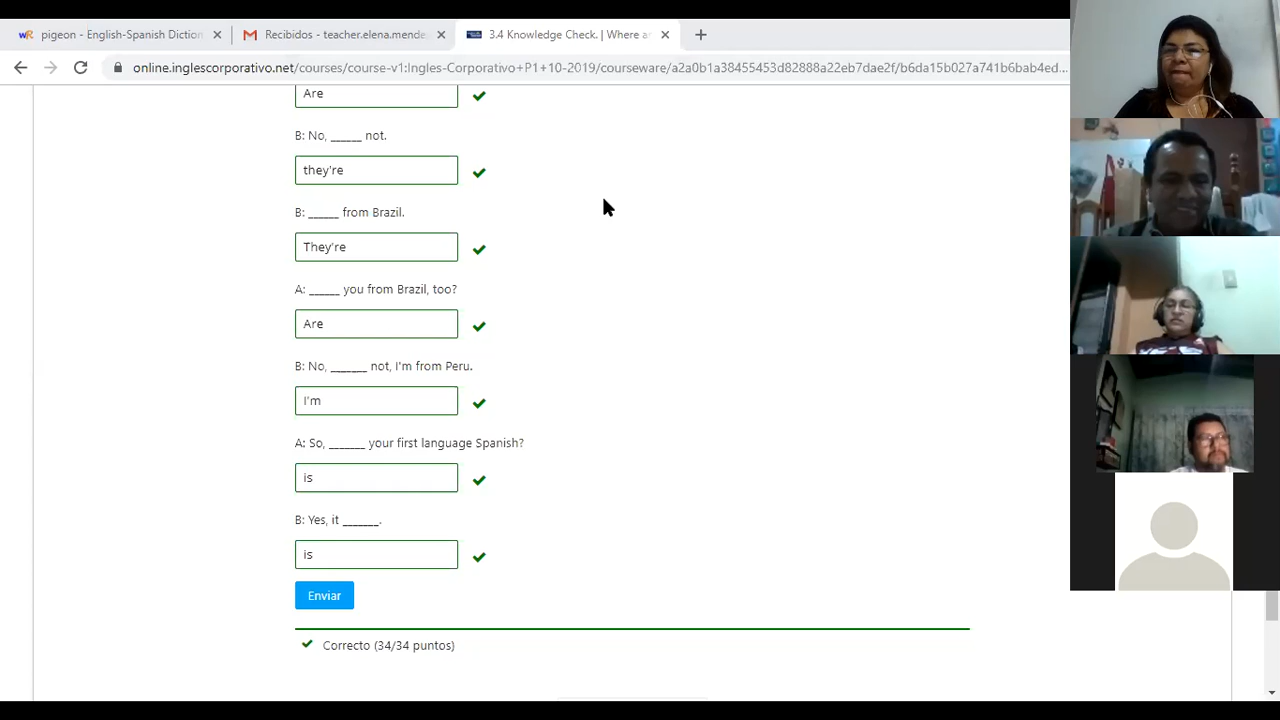 pigeon - English-Spanish Diction
Recibidos - teacher.elena.mende
3.4 Knowledge Check. | Where a
online.inglescorporativo.net/courses/course-v1:Ingles-Corporativo+P1+10-2019/courseware/a2a0b1a38455453d82888a22eb7dae2f/b6da15b027a741b6bab4ed...
Are
B: No, ______ not.
they're
B: ______ from Brazil.
They're
A: ______ you from Brazil, too?
Are
B: No, _______ not, I'm from Peru.
I'm
A: So, _______ your first language Spanish?
is
B: Yes, it _______.
is
Enviar
Correcto (34/34 puntos)